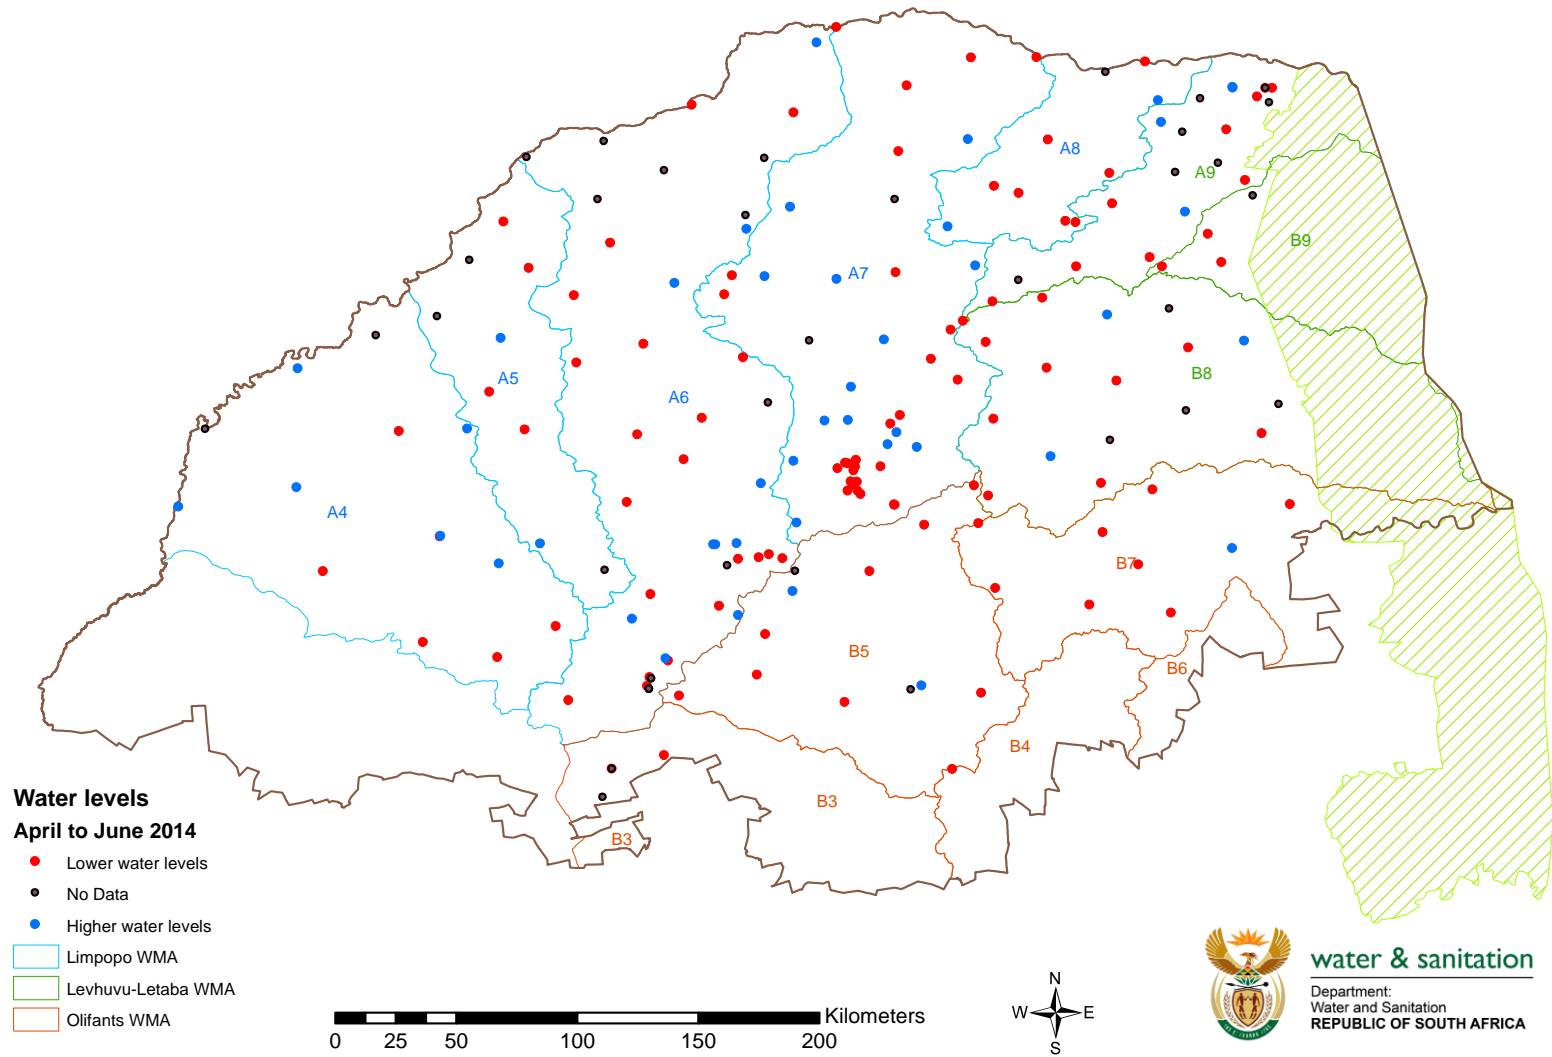 A8
A9
B9
A7
A5
A6
B8
A4
B7
B5
B6
B4
B3
B3
Water levels
April to June 2014
Lower water levels
No Data
Higher water levels
Limpopo WMA
Levhuvu-Letaba WMA
Olifants WMA
Kilometers
0 25 50 100 150 200
N
W E
S
water & sanitation
Department:
Water and Sanitation
REPUBLIC OF SOUTH AFRICA